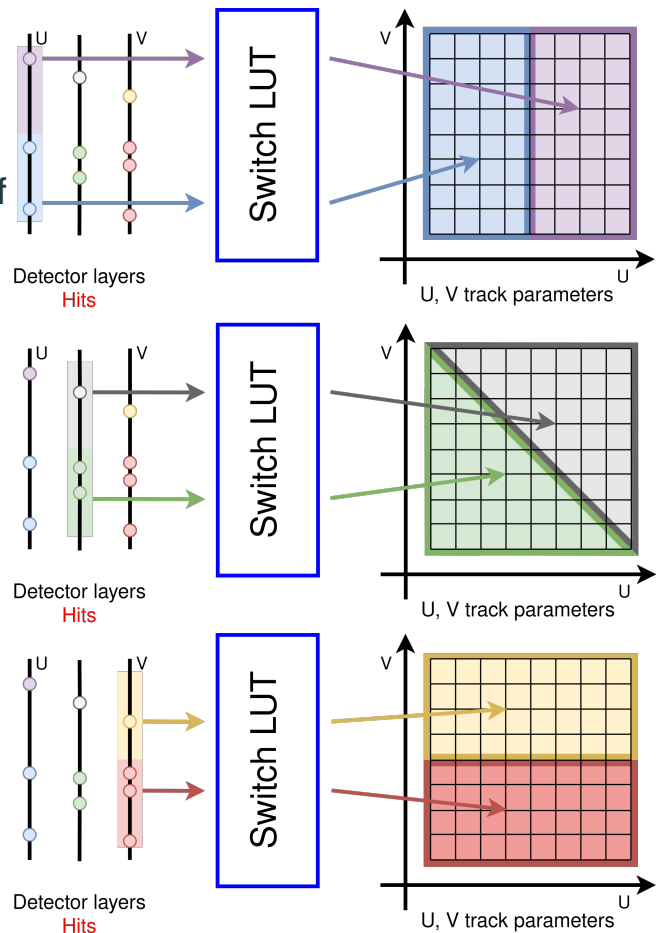 U
V
Switch LUT
V
f
U
Detector layers
Hits
U, V track parameters
U
V
Switch LUT
V
U
Detector layers
Hits
U, V track parameters
U
V
Switch LUT
V
U
Detector layers
Hits
U, V track parameters